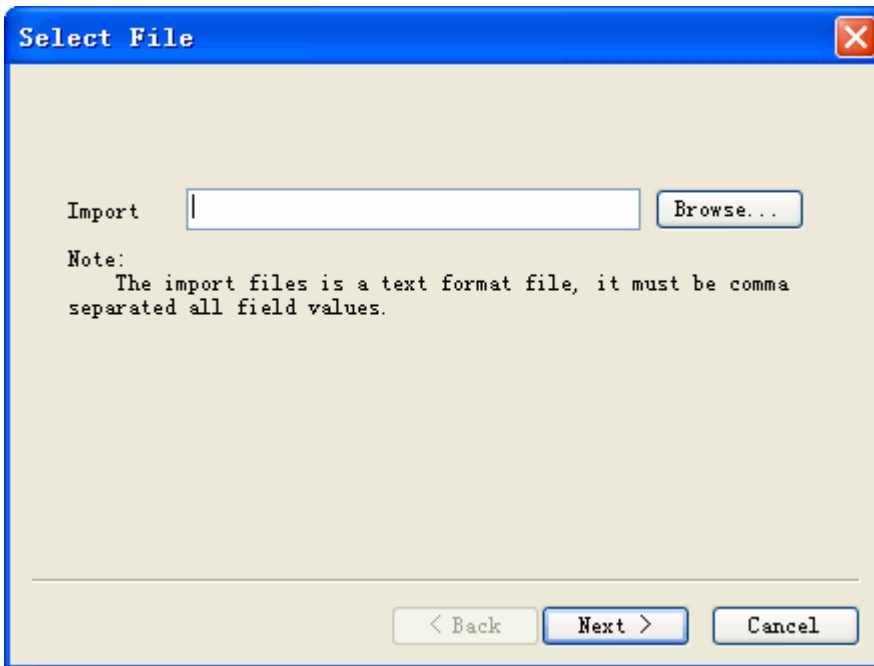 Select File
Import Browse...
Note:
The import files is a text format file, it must be comma
separated all field values.
< Back Next > Cancel